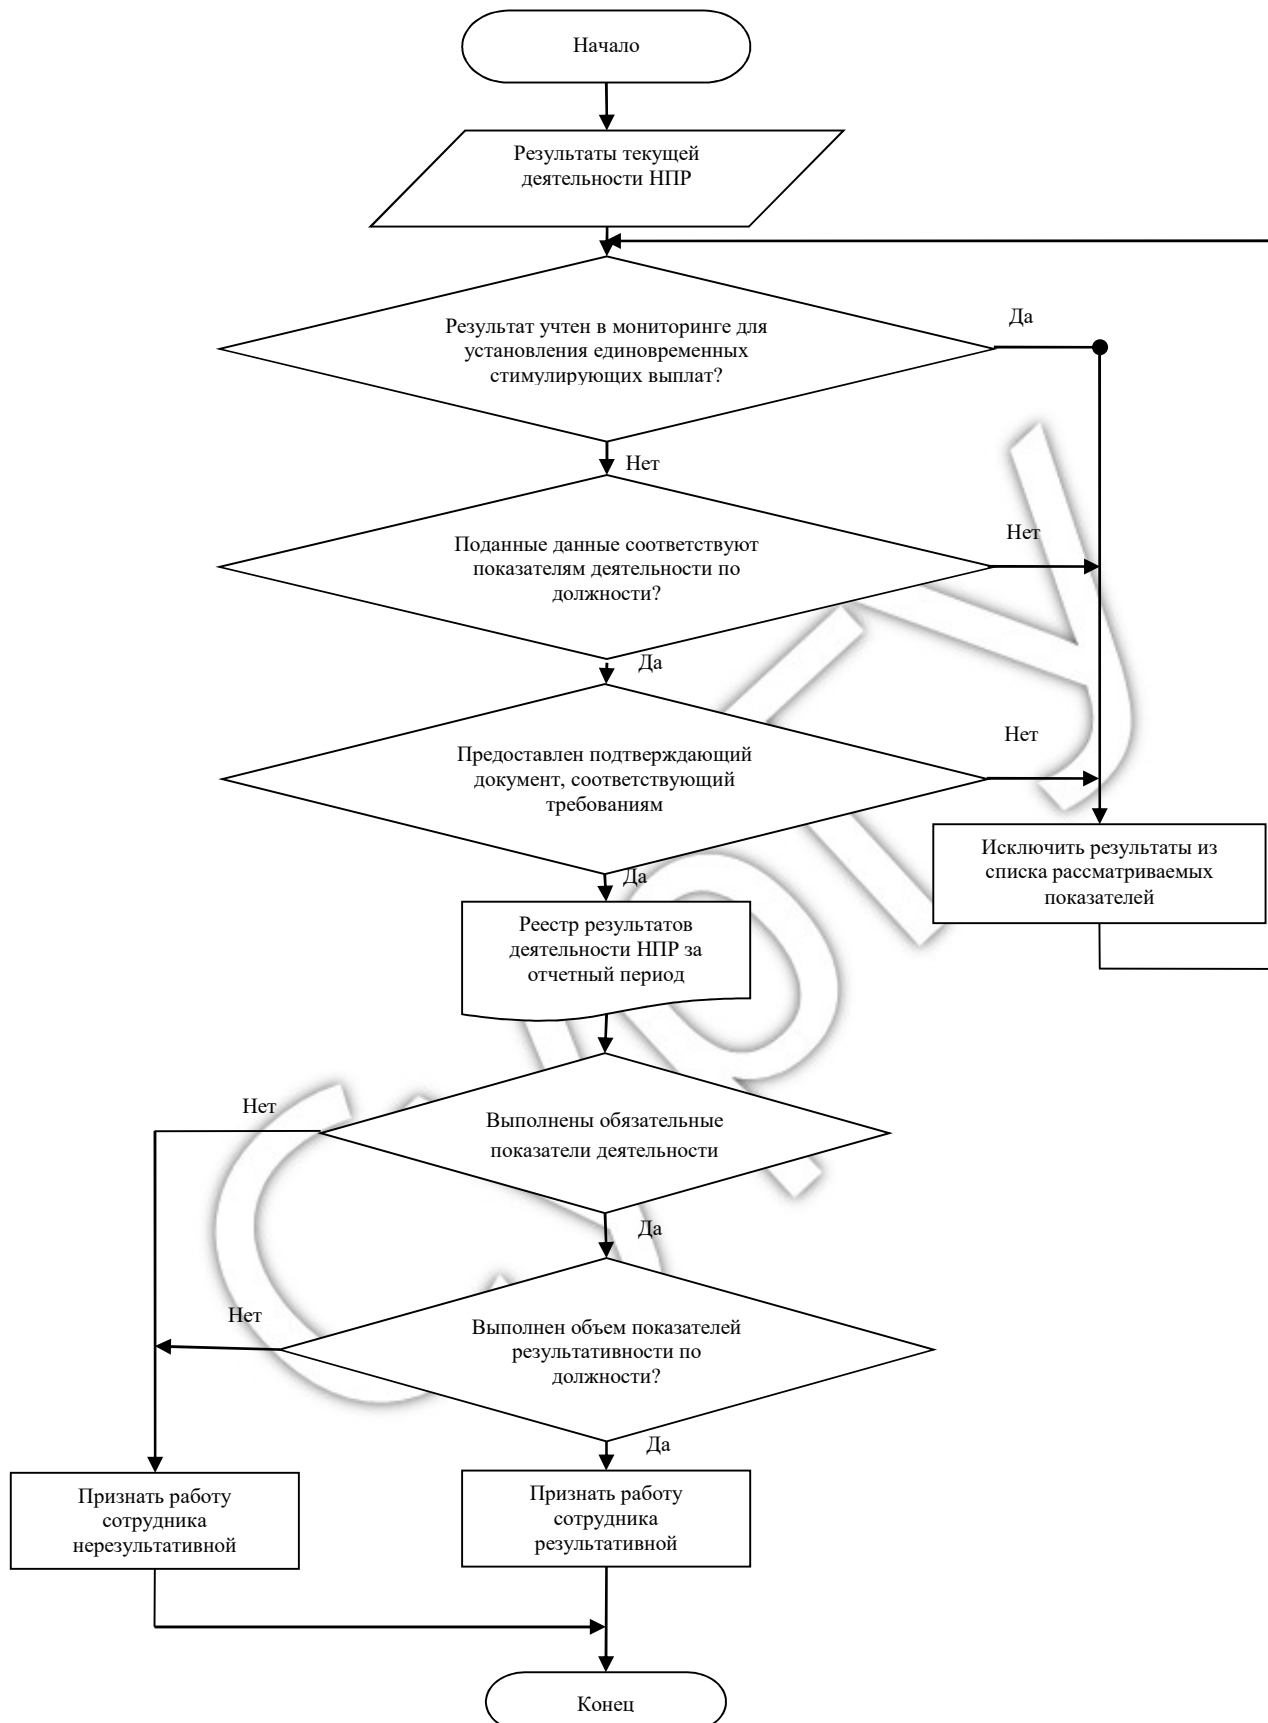 Начало
Результаты текущей
деятельности НПР
Да
Результат учтен в мониторинге для
установления единовременных
стимулирующих выплат?
Нет
Нет
Поданные данные соответствуют
показателям деятельности по
должности?
Да
Нет
Предоставлен подтверждающий
документ, соответствующий
требованиям
Да
Исключить результаты из
списка рассматриваемых
показателей
Реестр результатов
деятельности НПР за
отчетный период
Нет
Выполнены обязательные
показатели деятельности
Да
Нет
Выполнен объем показателей
результативности по
должности?
Да
Признать работу
сотрудника
нерезультативной
Признать работу
сотрудника
результативной
Конец